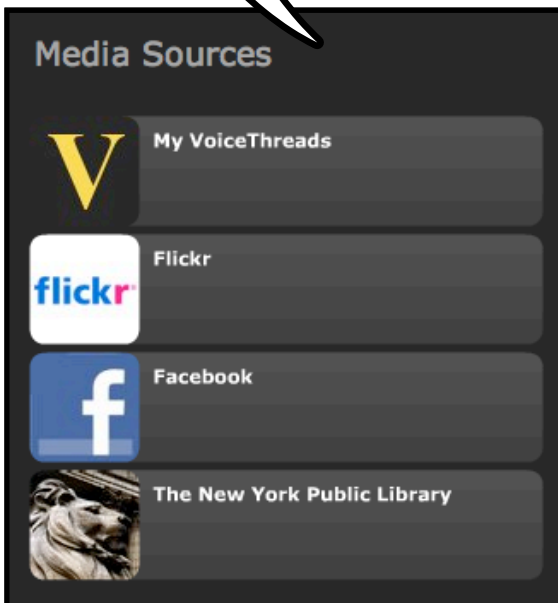 Media Sources
V
My VoiceThreads
flickr
Flickr
f
Facebook
The New York Public Library